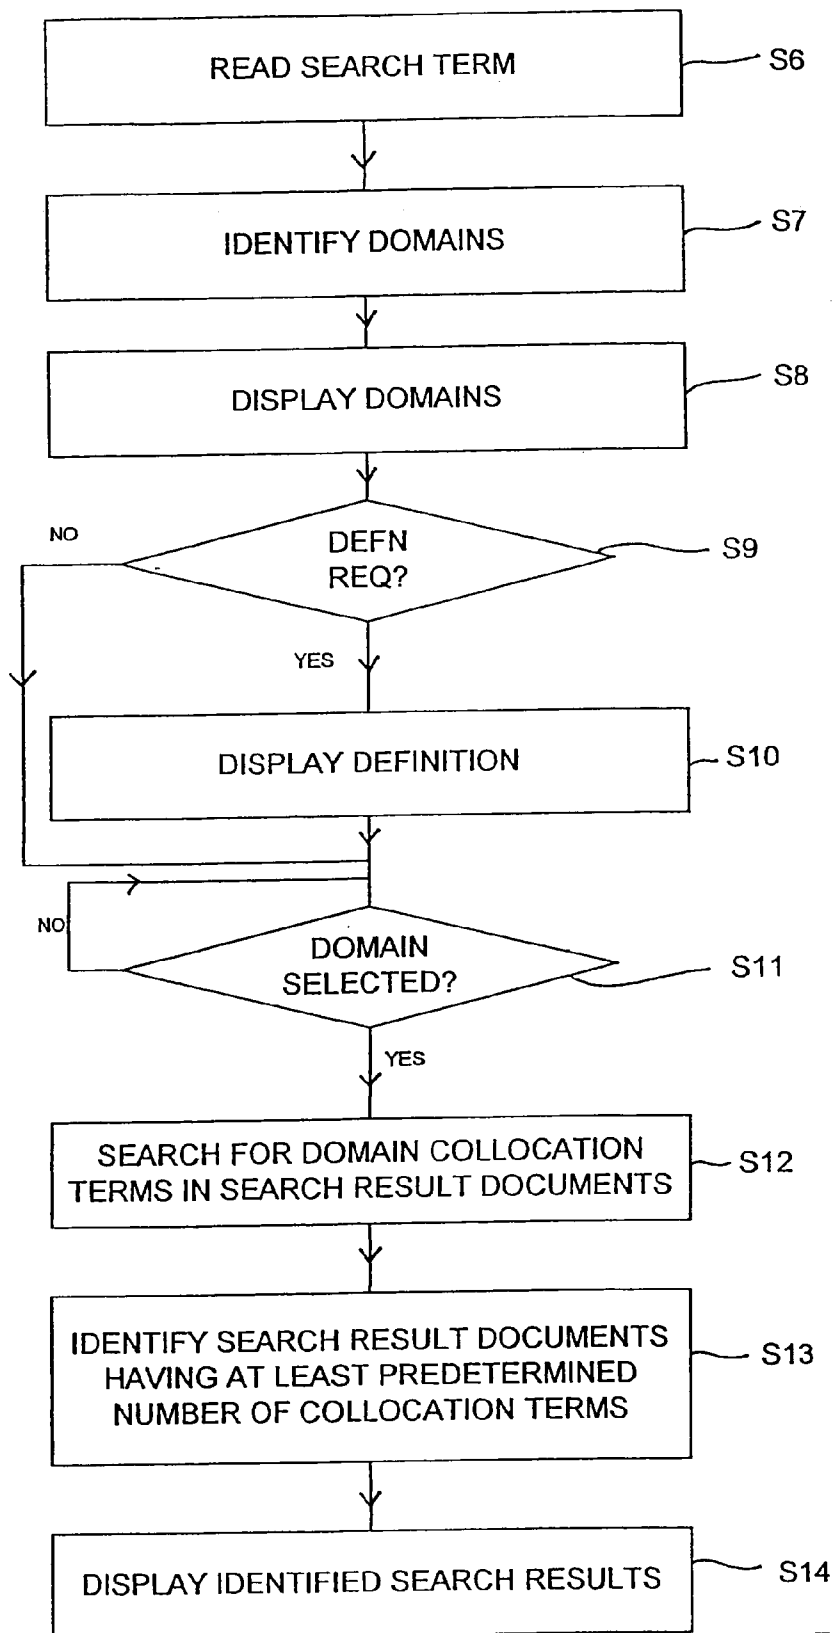 READ SEARCH TERM
S6
IDENTIFY DOMAINS
S7
DISPLAY DOMAINS
S8
NO
DEFN
REQ?
S9
YES
DISPLAY DEFINITION
S10
NO
DOMAIN
SELECTED?
S11
YES
SEARCH FOR DOMAIN COLLOCATION
TERMS IN SEARCH RESULT DOCUMENTS
S12
IDENTIFY SEARCH RESULT DOCUMENTS
HAVING AT LEAST PREDETERMINED
NUMBER OF COLLOCATION TERMS
S13
DISPLAY IDENTIFIED SEARCH RESULTS
S14